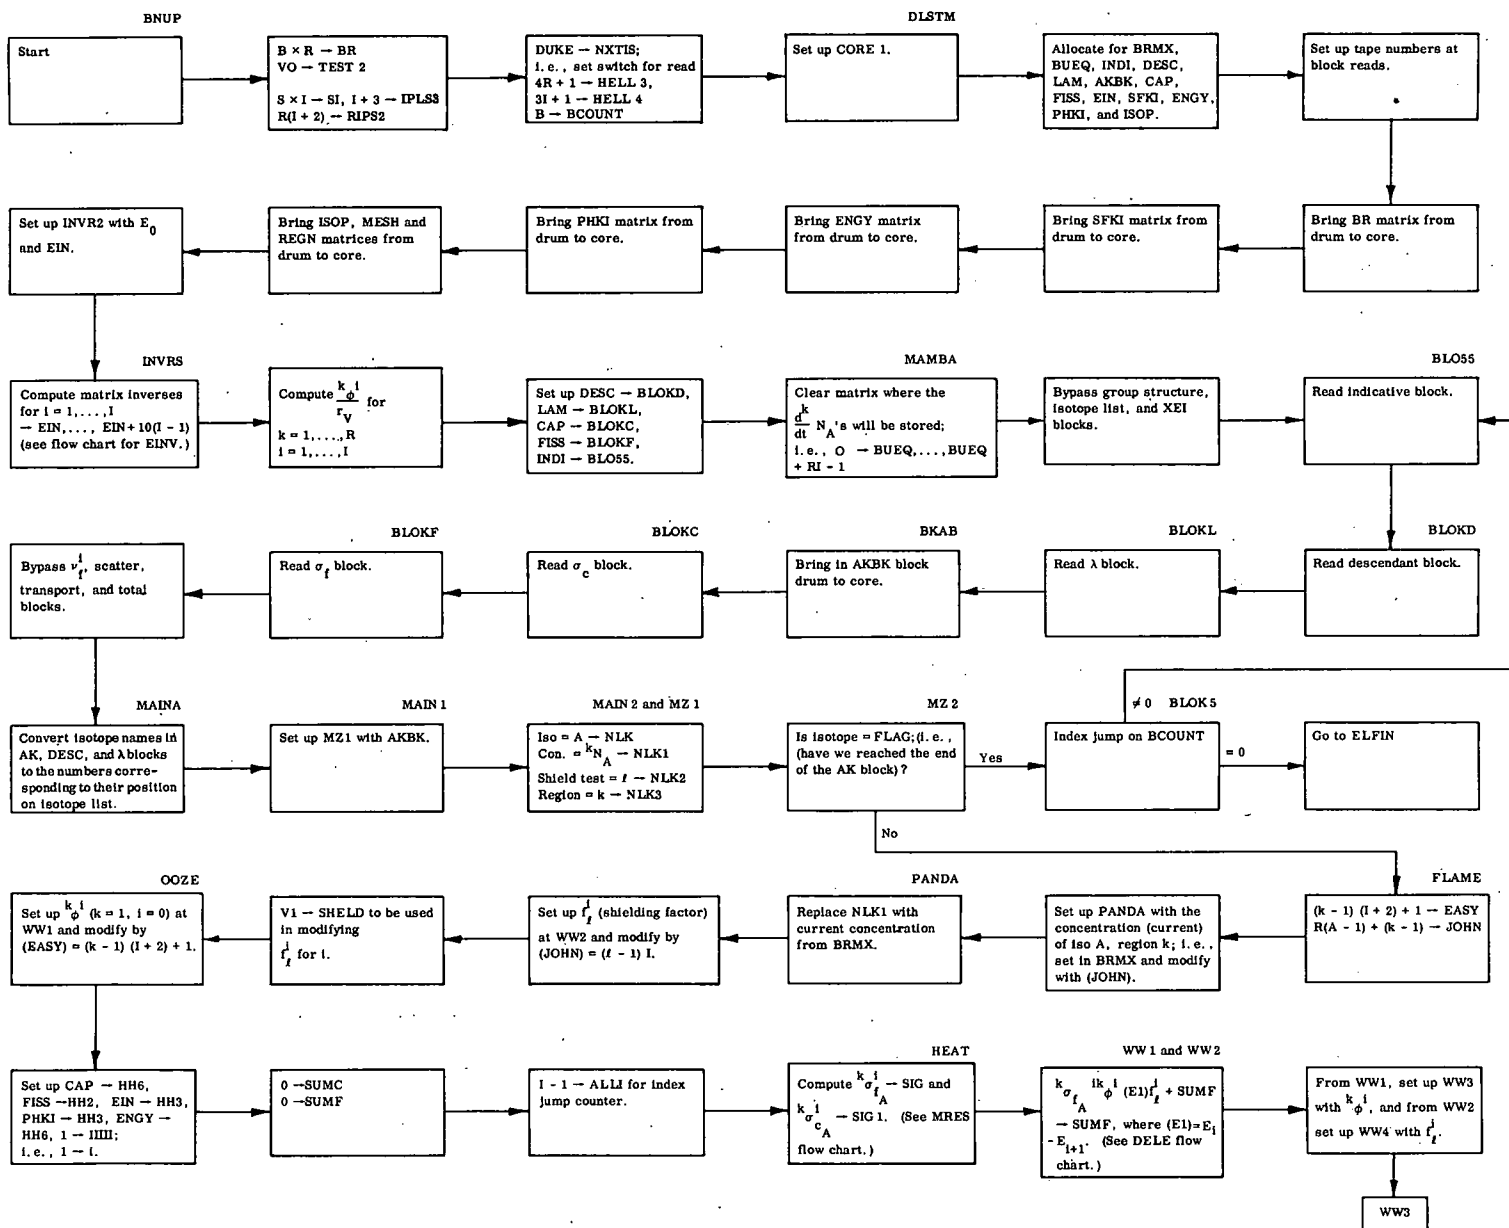 BNUP
Start
B × R → BR
VO → TEST 2
S × I → SI, I + 3 → IPLS3
R(I + 2) → RIPS2
DUKE → NXTIS;
i.e., set switch for read
4R + 1 → HELL 3,
3I + 1 → HELL 4
B → BCOUNT
DLSTM
Set up CORE 1.
Allocate for BRMX,
BUEQ, INDI, DESC,
LAM, AKBK, CAP,
FISS, EIN, SFKI, ENGY,
PHKI, and ISOP.
Set up tape numbers at
block reads.
Set up INVR2 with E0
and EIN.
Bring ISOP, MESH and
REGN matrices from
drum to core.
Bring PHKI matrix from
drum to core.
Bring ENGY matrix
from drum to core.
Bring SFKI matrix from
drum to core.
Bring BR matrix from
drum to core.
INVRS
Compute matrix inverses
for i = 1,...,I
→ EIN,..., EIN+10(I - 1)
(see flow chart for EINV.)
Compute kϕi/rV for
k = 1,...,R
i = 1,...,I
Set up DESC → BLOKD,
LAM → BLOKL,
CAP → BLOKC,
FISS → BLOKF,
INDI → BLO55.
MAMBA
Clear matrix where the
d/dt kNA's will be stored;
i.e., O → BUEQ,...,BUEQ
+ RI - 1
Bypass group structure,
isotope list, and XEI
blocks.
BLO55
Read indicative block.
Bypass νfi, scatter,
transport, and total
blocks.
BLOKF
Read σf block.
BLOKC
Read σc block.
BKAB
Bring in AKBK block
drum to core.
BLOKL
Read λ block.
BLOKD
Read descendant block.
MAINA
Convert isotope names in
AK, DESC, and λ blocks
to the numbers corre-
sponding to their position
on isotope list.
MAIN 1
Set up MZ1 with AKBK.
MAIN 2 and MZ 1
Iso = A → NLK
Con. = kNA → NLK1
Shield test = ℓ → NLK2
Region = k → NLK3
MZ 2
Is isotope = FLAG;(i.e.,
(have we reached the end
of the AK block)?
Yes
No
≠ 0 BLOK5
Index jump on BCOUNT
= 0
Go to ELFIN
OOZE
Set up kϕi (k = 1, i = 0) at
WW1 and modify by
(EASY) = (k - 1) (I + 2) + 1.
V1 → SHELD to be used
in modifying
fℓi for i.
Set up fℓi (shielding factor)
at WW2 and modify by
(JOHN) = (ℓ - 1) I.
PANDA
Replace NLK1 with
current concentration
from BRMX.
Set up PANDA with the
concentration (current)
of iso A, region k; i.e.,
set in BRMX and modify
with (JOHN).
FLAME
(k - 1) (I + 2) + 1 → EASY
R(A - 1) + (k - 1) → JOHN
Set up CAP → HH6,
FISS →HH2, EIN → HH3,
PHKI → HH3, ENGY →
HH6, 1 → IIIII;
i.e., 1 → i.
0 →SUMC
0 →SUMF
I - 1 → ALLI for index
jump counter.
HEAT
Compute kσfAi → SIG and
kσcAi → SIG 1. (See MRES
flow chart.)
WW 1 and WW 2
kσfAi kϕi (E1)fℓi + SUMF
→ SUMF, where (E1)=Ei
- Ei+1. (See DELE flow
chart.)
From WW1, set up WW3
with kϕi, and from WW2
set up WW4 with fℓi.
WW3